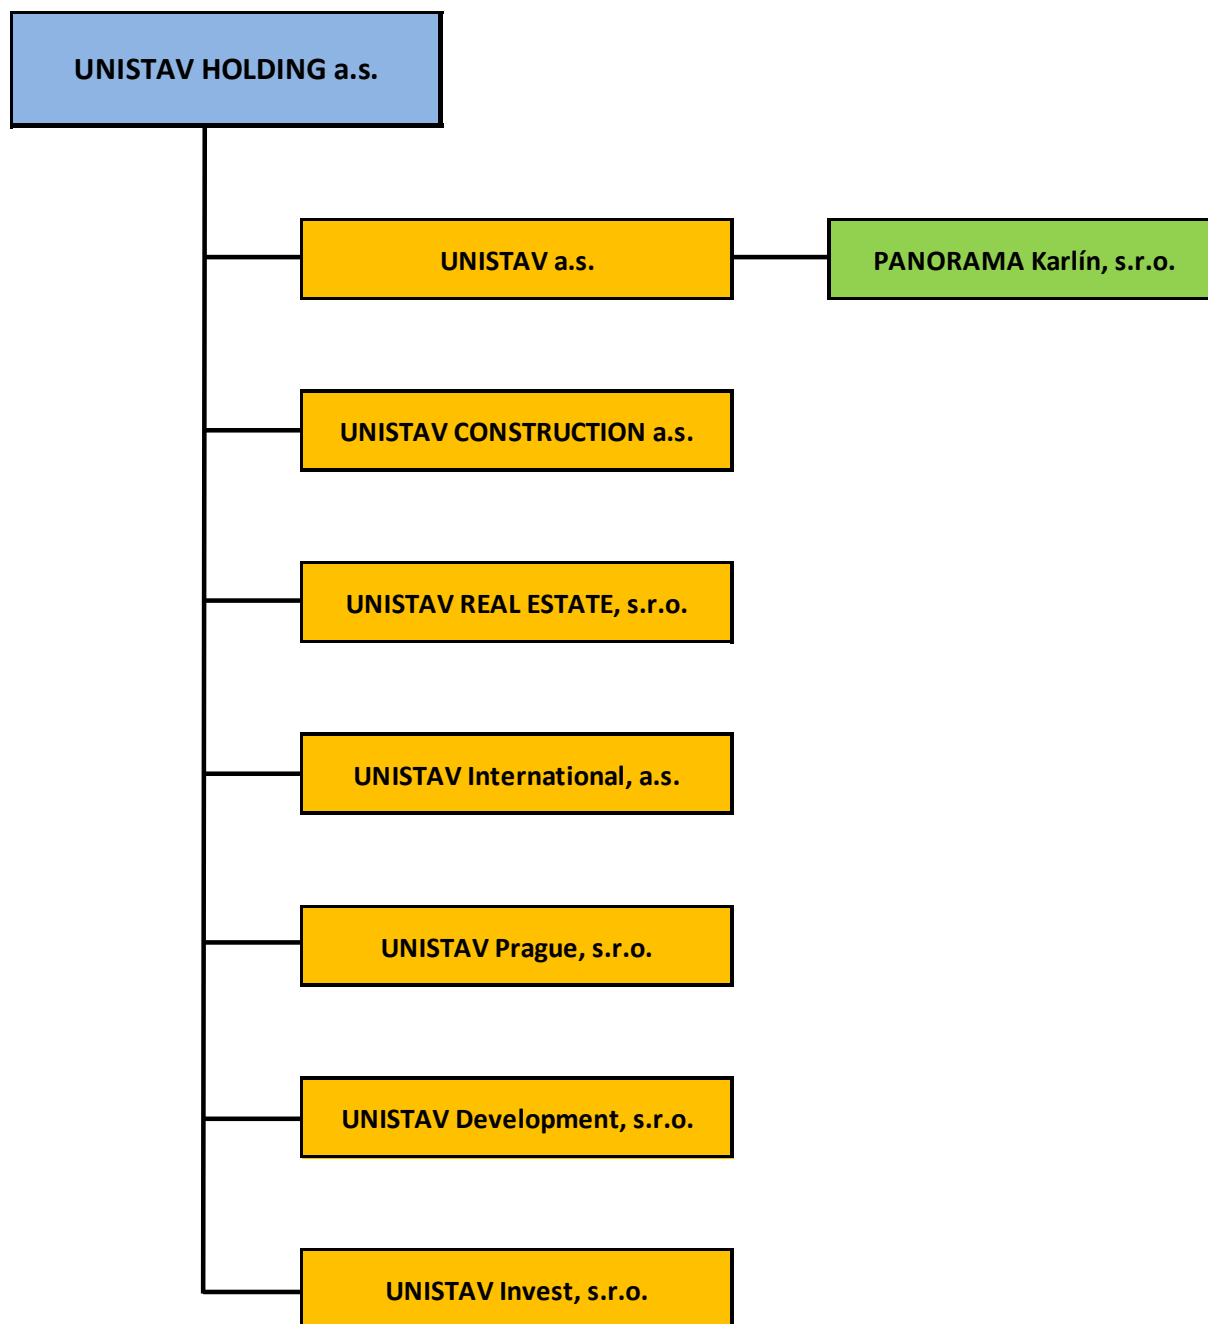 UNISTAV HOLDING a.s.
UNISTAV a.s.
PANORAMA Karlín, s.r.o.
UNISTAV CONSTRUCTION a.s.
UNISTAV REAL ESTATE, s.r.o.
UNISTAV International, a.s.
UNISTAV Prague, s.r.o.
UNISTAV Development, s.r.o.
UNISTAV Invest, s.r.o.